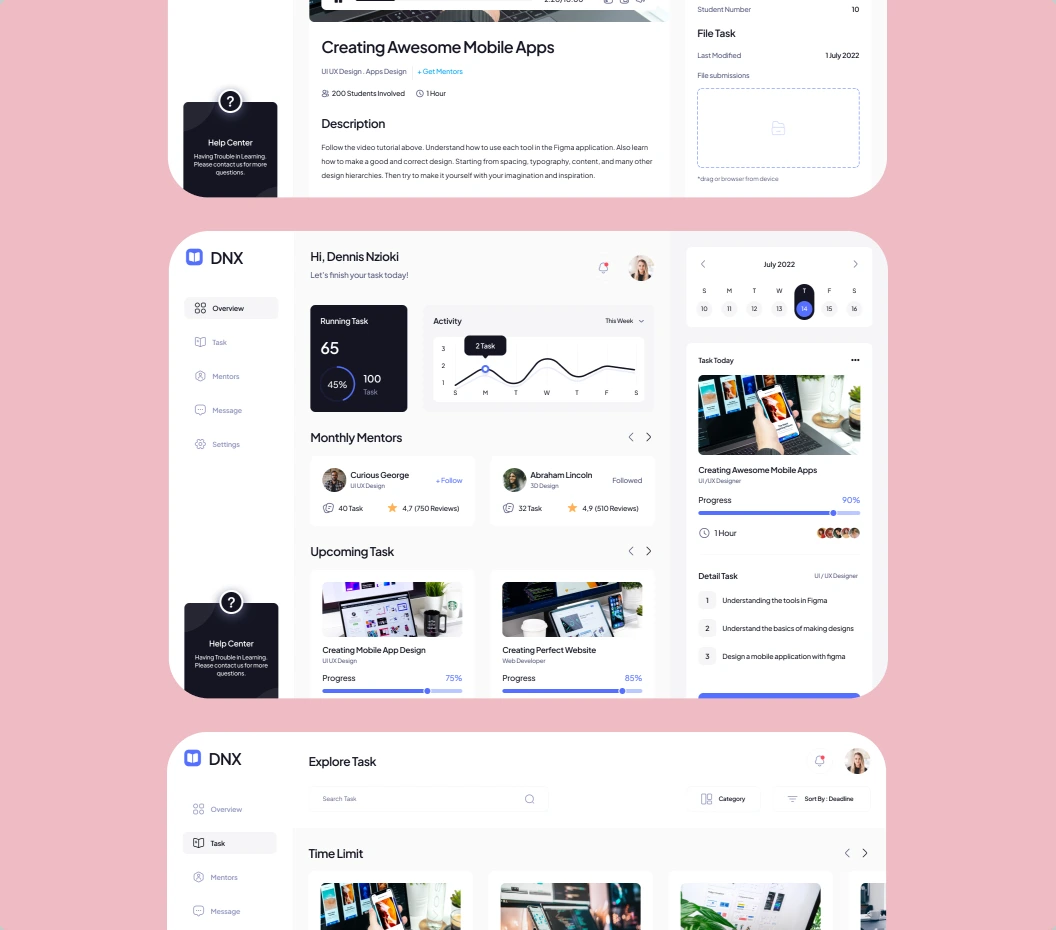 2:20/10:00
Student Number 10
Creating Awesome Mobile Apps
UI UX Design . Apps Design + Get Mentors
200 Students Involved 1 Hour
File Task
Last Modified 1 July 2022
File submissions
*drag or browser from device
Description
Follow the video tutorial above. Understand how to use each tool in the Figma application. Also learn
how to make a good and correct design. Starting from spacing, typography, content, and many other
design hierarchies. Then try to make it yourself with your imagination and inspiration.
?
Help Center
Having Trouble in Learning.
Please contact us for more
questions.
DNX
Overview
Task
Mentors
Message
Settings
?
Help Center
Having Trouble in Learning.
Please contact us for more
questions.
Hi, Dennis Nzioki
Let's finish your task today!
Running Task
65
45%
100
Task
Activity This Week
2 Task
3
2
1
S M T W T F S
Monthly Mentors
Curious George
UI UX Design
+ Follow
40 Task 4,7 (750 Reviews)
Abraham Lincoln
3D Design
Followed
32 Task 4,9 (510 Reviews)
Upcoming Task
Creating Mobile App Design
UI UX Design
Progress 75%
Creating Perfect Website
Web Developer
Progress 85%
July 2022
S M T W T F S
10 11 12 13 14 15 16
Task Today
Creating Awesome Mobile Apps
UI /UX Designer
Progress 90%
1 Hour
Detail Task UI / UX Designer
1 Understanding the tools in Figma
2 Understand the basics of making designs
3 Design a mobile application with figma
DNX
Overview
Task
Mentors
Message
Explore Task
Search Task
Category
Sort By : Deadline
Time Limit